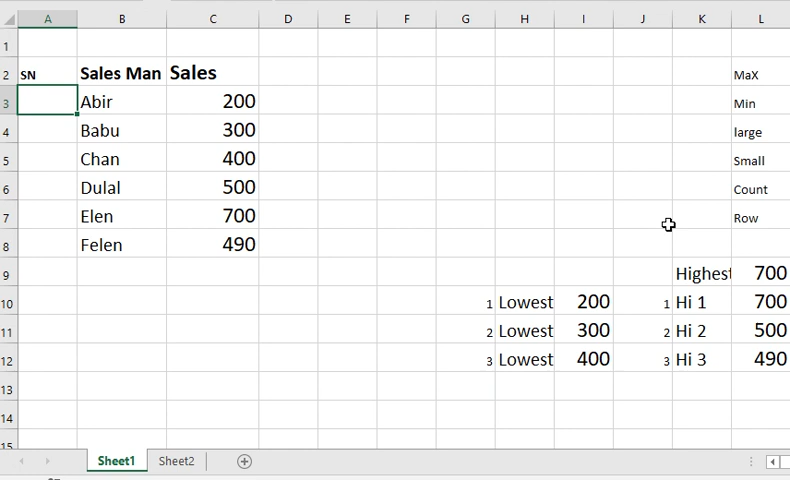 A B C D E F G H I J K L
1
2 SN Sales Man Sales MaX
3 Abir 200 Min
4 Babu 300 large
5 Chan 400 Small
6 Dulal 500 Count
7 Elen 700 Row
8 Felen 490
9 Highest 700
10 1 Lowest 200 1 Hi 1 700
11 2 Lowest 300 2 Hi 2 500
12 3 Lowest 400 3 Hi 3 490
13
14
15
Sheet1 Sheet2